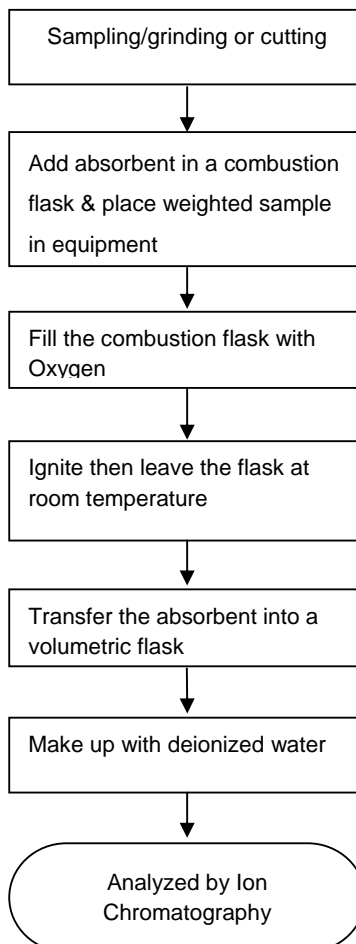 Sampling/grinding or cutting
Add absorbent in a combustion
flask & place weighted sample
in equipment
Fill the combustion flask with
Oxygen
Ignite then leave the flask at
room temperature
Transfer the absorbent into a
volumetric flask
Make up with deionized water
Analyzed by Ion
Chromatography